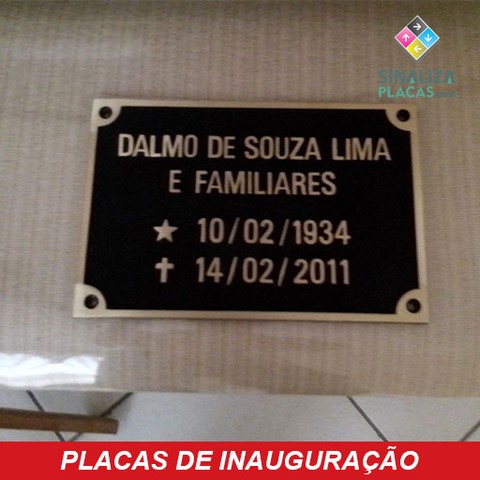 SINALIZA
PLACAS
DALMO DE SOUZA LIMA
E FAMILIARES
★ 10/02/1934
✝ 14/02/2011
PLACAS DE INAUGURAÇÃO